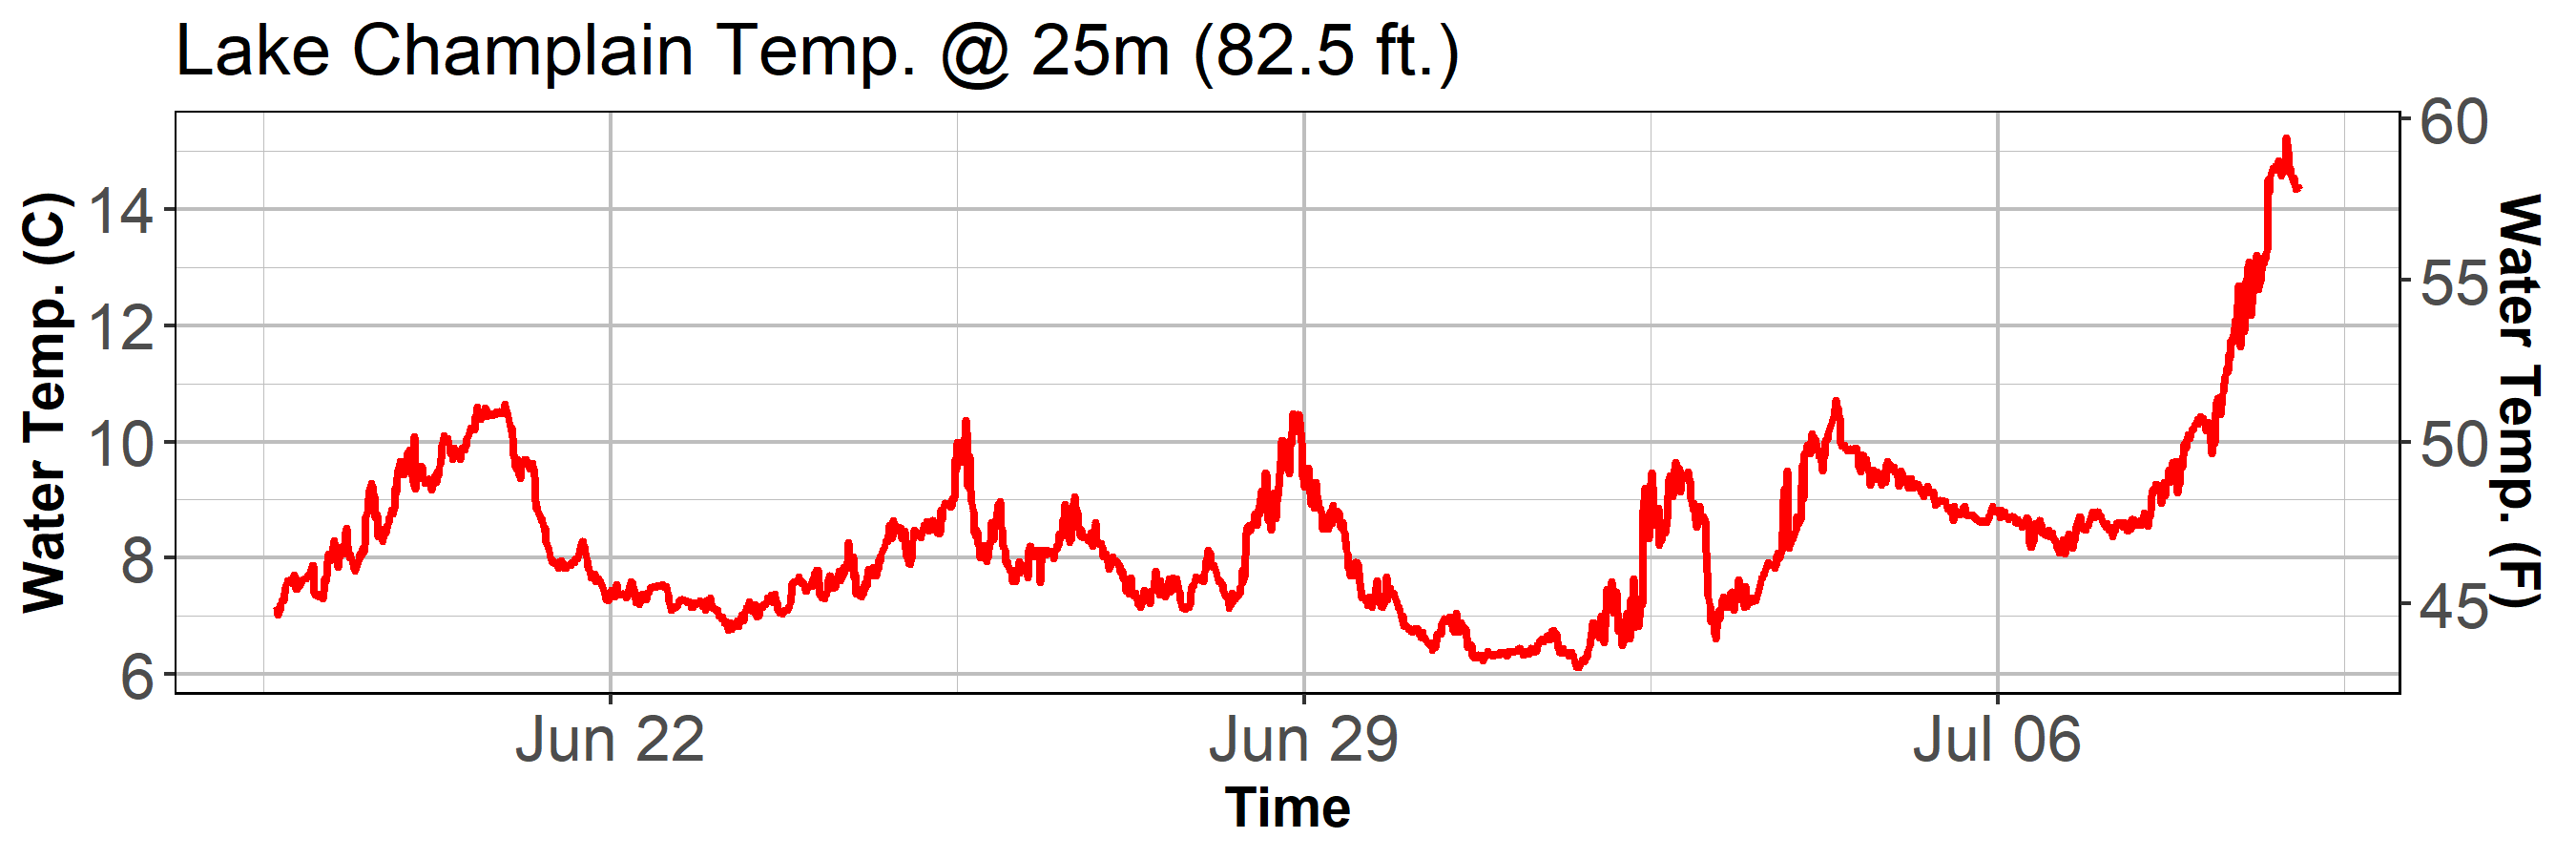 Lake Champlain Temp. @ 25m (82.5 ft.)
Water Temp. (C)
14
12
10
8
6
60
55
50
45
Water Temp. (F)
Jun 22
Jun 29
Jul 06
Time